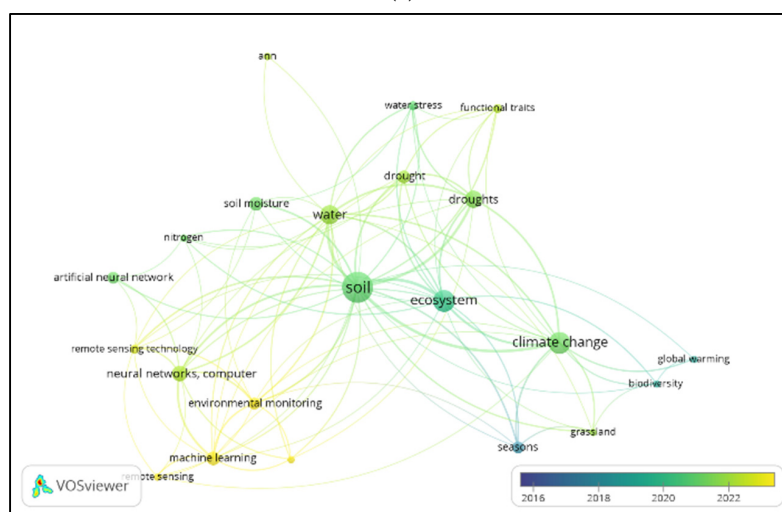 ann
water stress
functional traits
drought
droughts
soil moisture
water
nitrogen
artificial neural network
soil
ecosystem
climate change
remote sensing technology
global warming
neural networks, computer
biodiversity
environmental monitoring
grassland
seasons
machine learning
remote sensing
VOSviewer
2016 2018 2020 2022